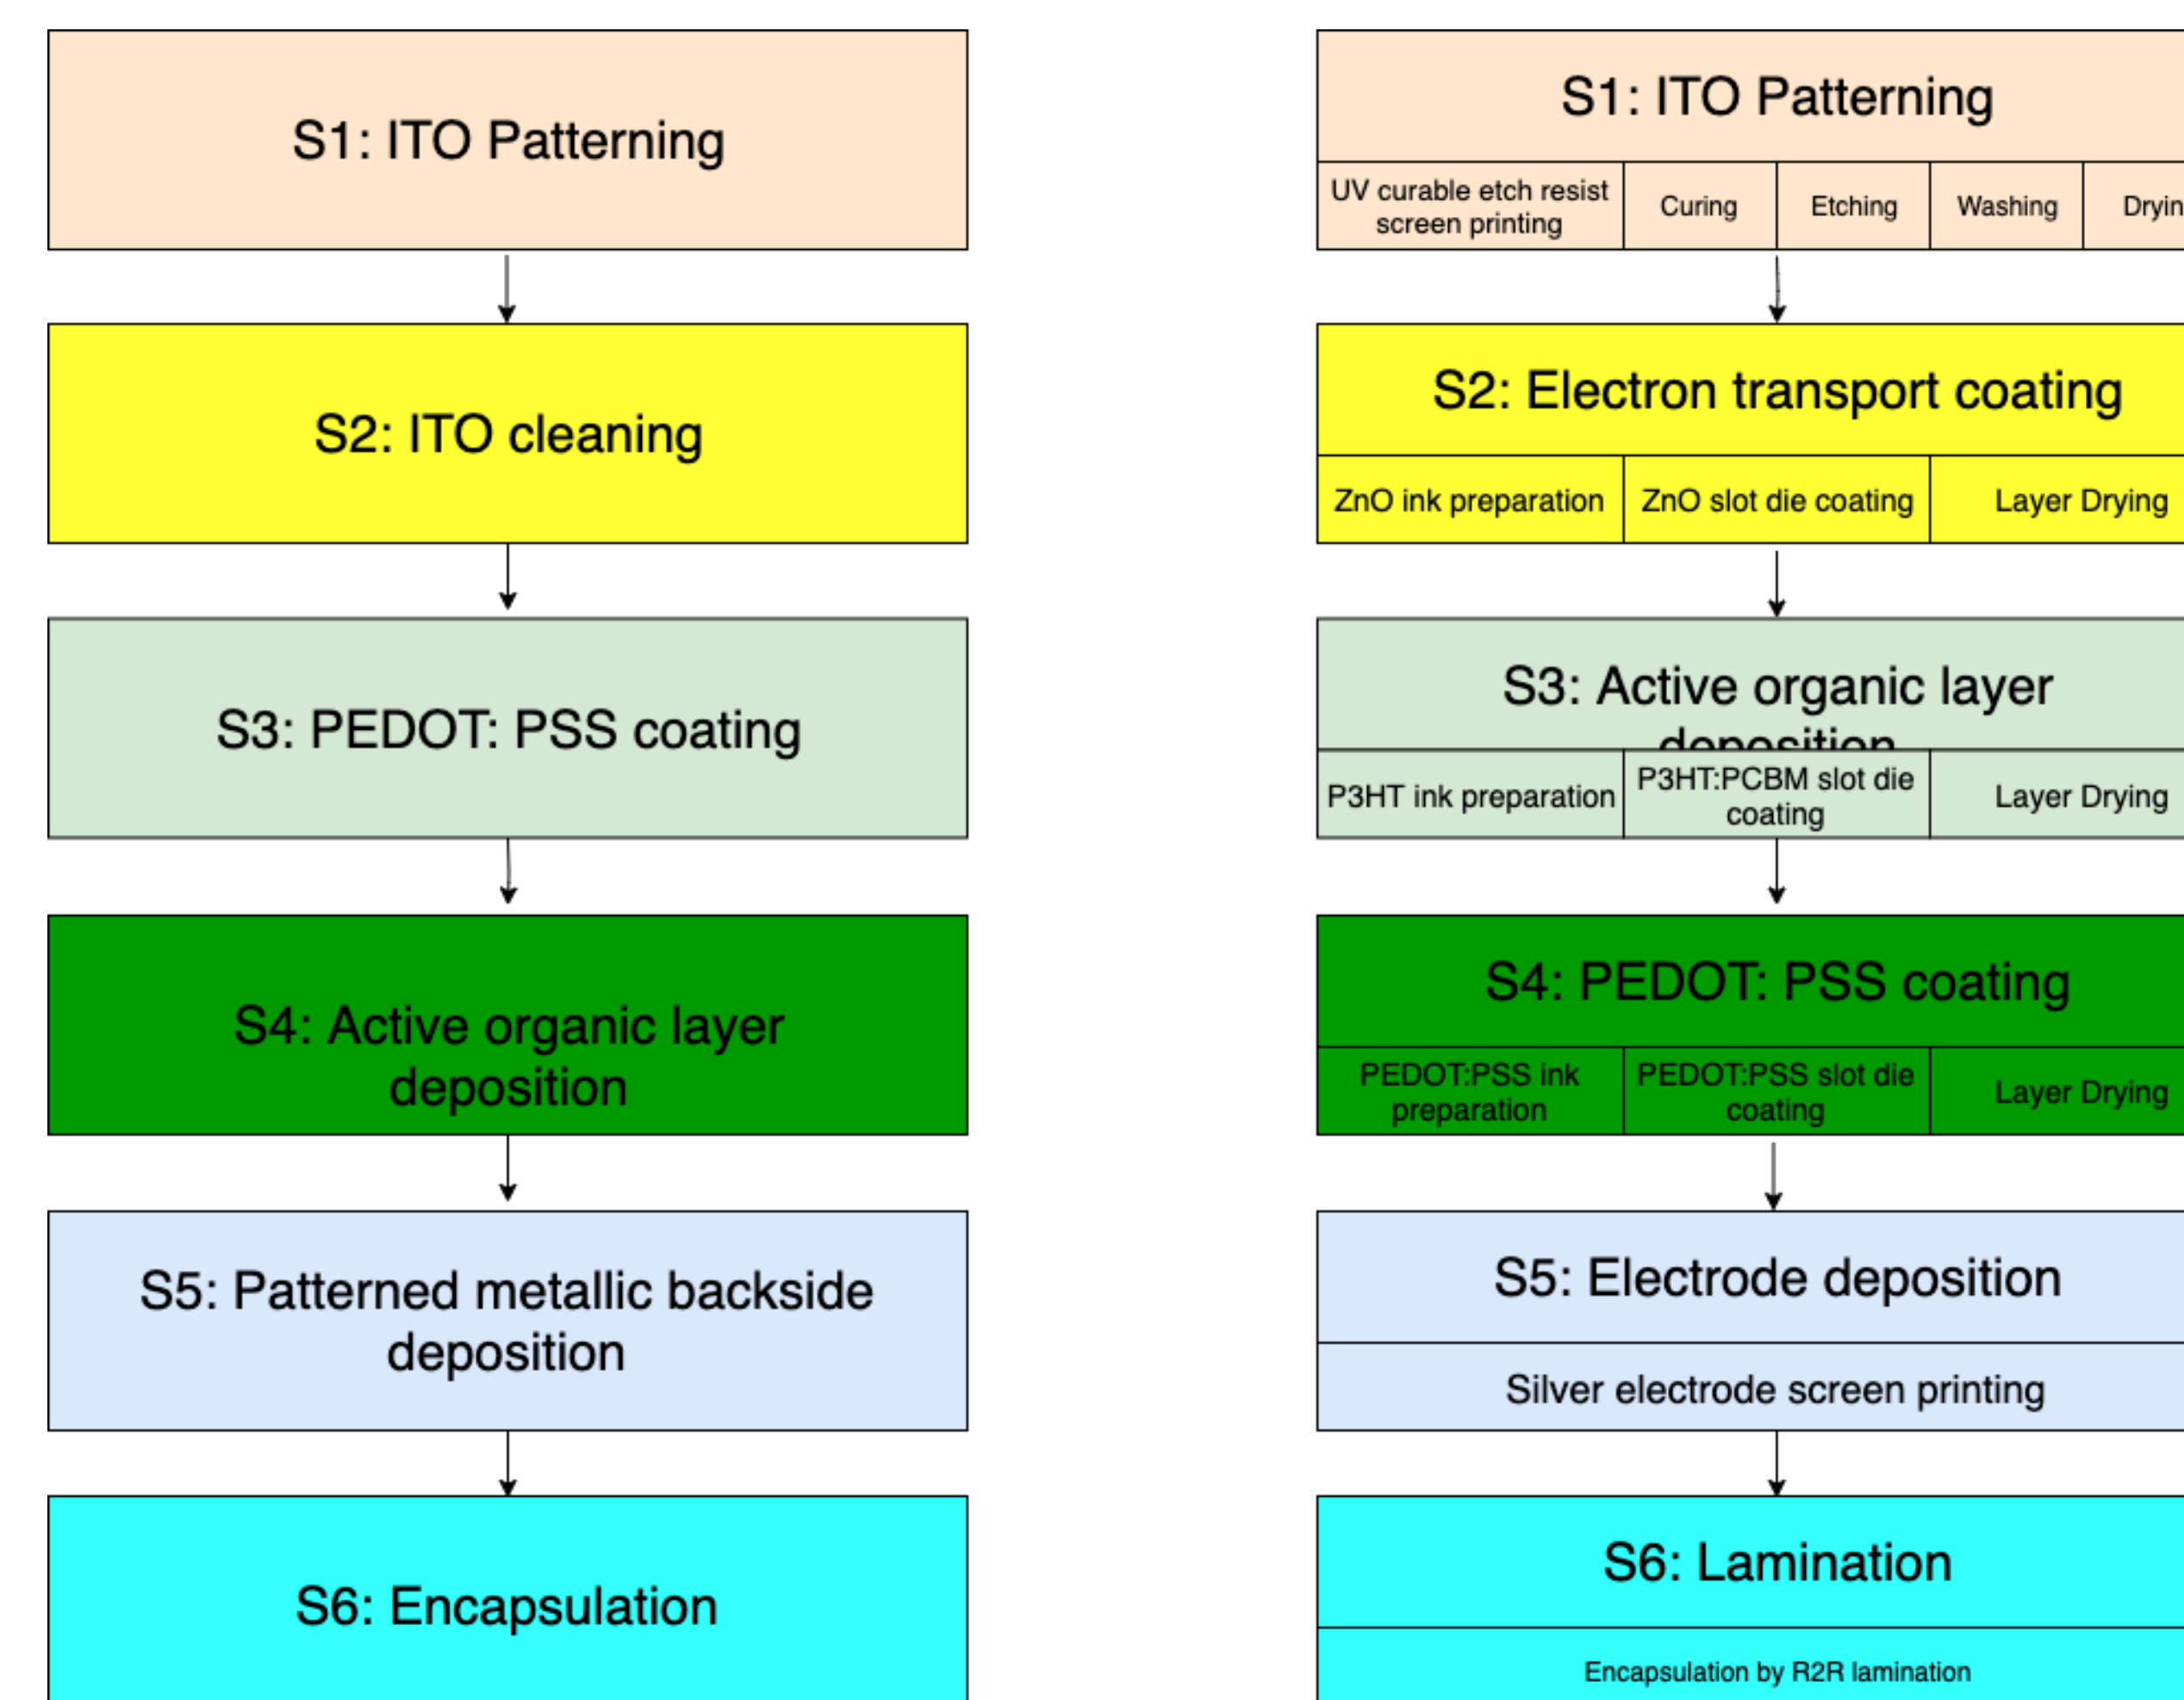 S1: ITO Patterning
S2: ITO cleaning
S3: PEDOT: PSS coating
S4: Active organic layer
deposition
S5: Patterned metallic backside
deposition
S6: Encapsulation
S1: ITO Patterning
UV curable etch resist
screen printing
Curing
Etching
Washing
Dryin
S2: Electron transport coating
ZnO ink preparation
ZnO slot die coating
Layer Drying
S3: Active organic layer
deposition
P3HT ink preparation
P3HT:PCBM slot die
coating
Layer Drying
S4: PEDOT: PSS coating
PEDOT:PSS ink
preparation
PEDOT:PSS slot die
coating
Layer Drying
S5: Electrode deposition
Silver electrode screen printing
S6: Lamination
Encapsulation by R2R lamination